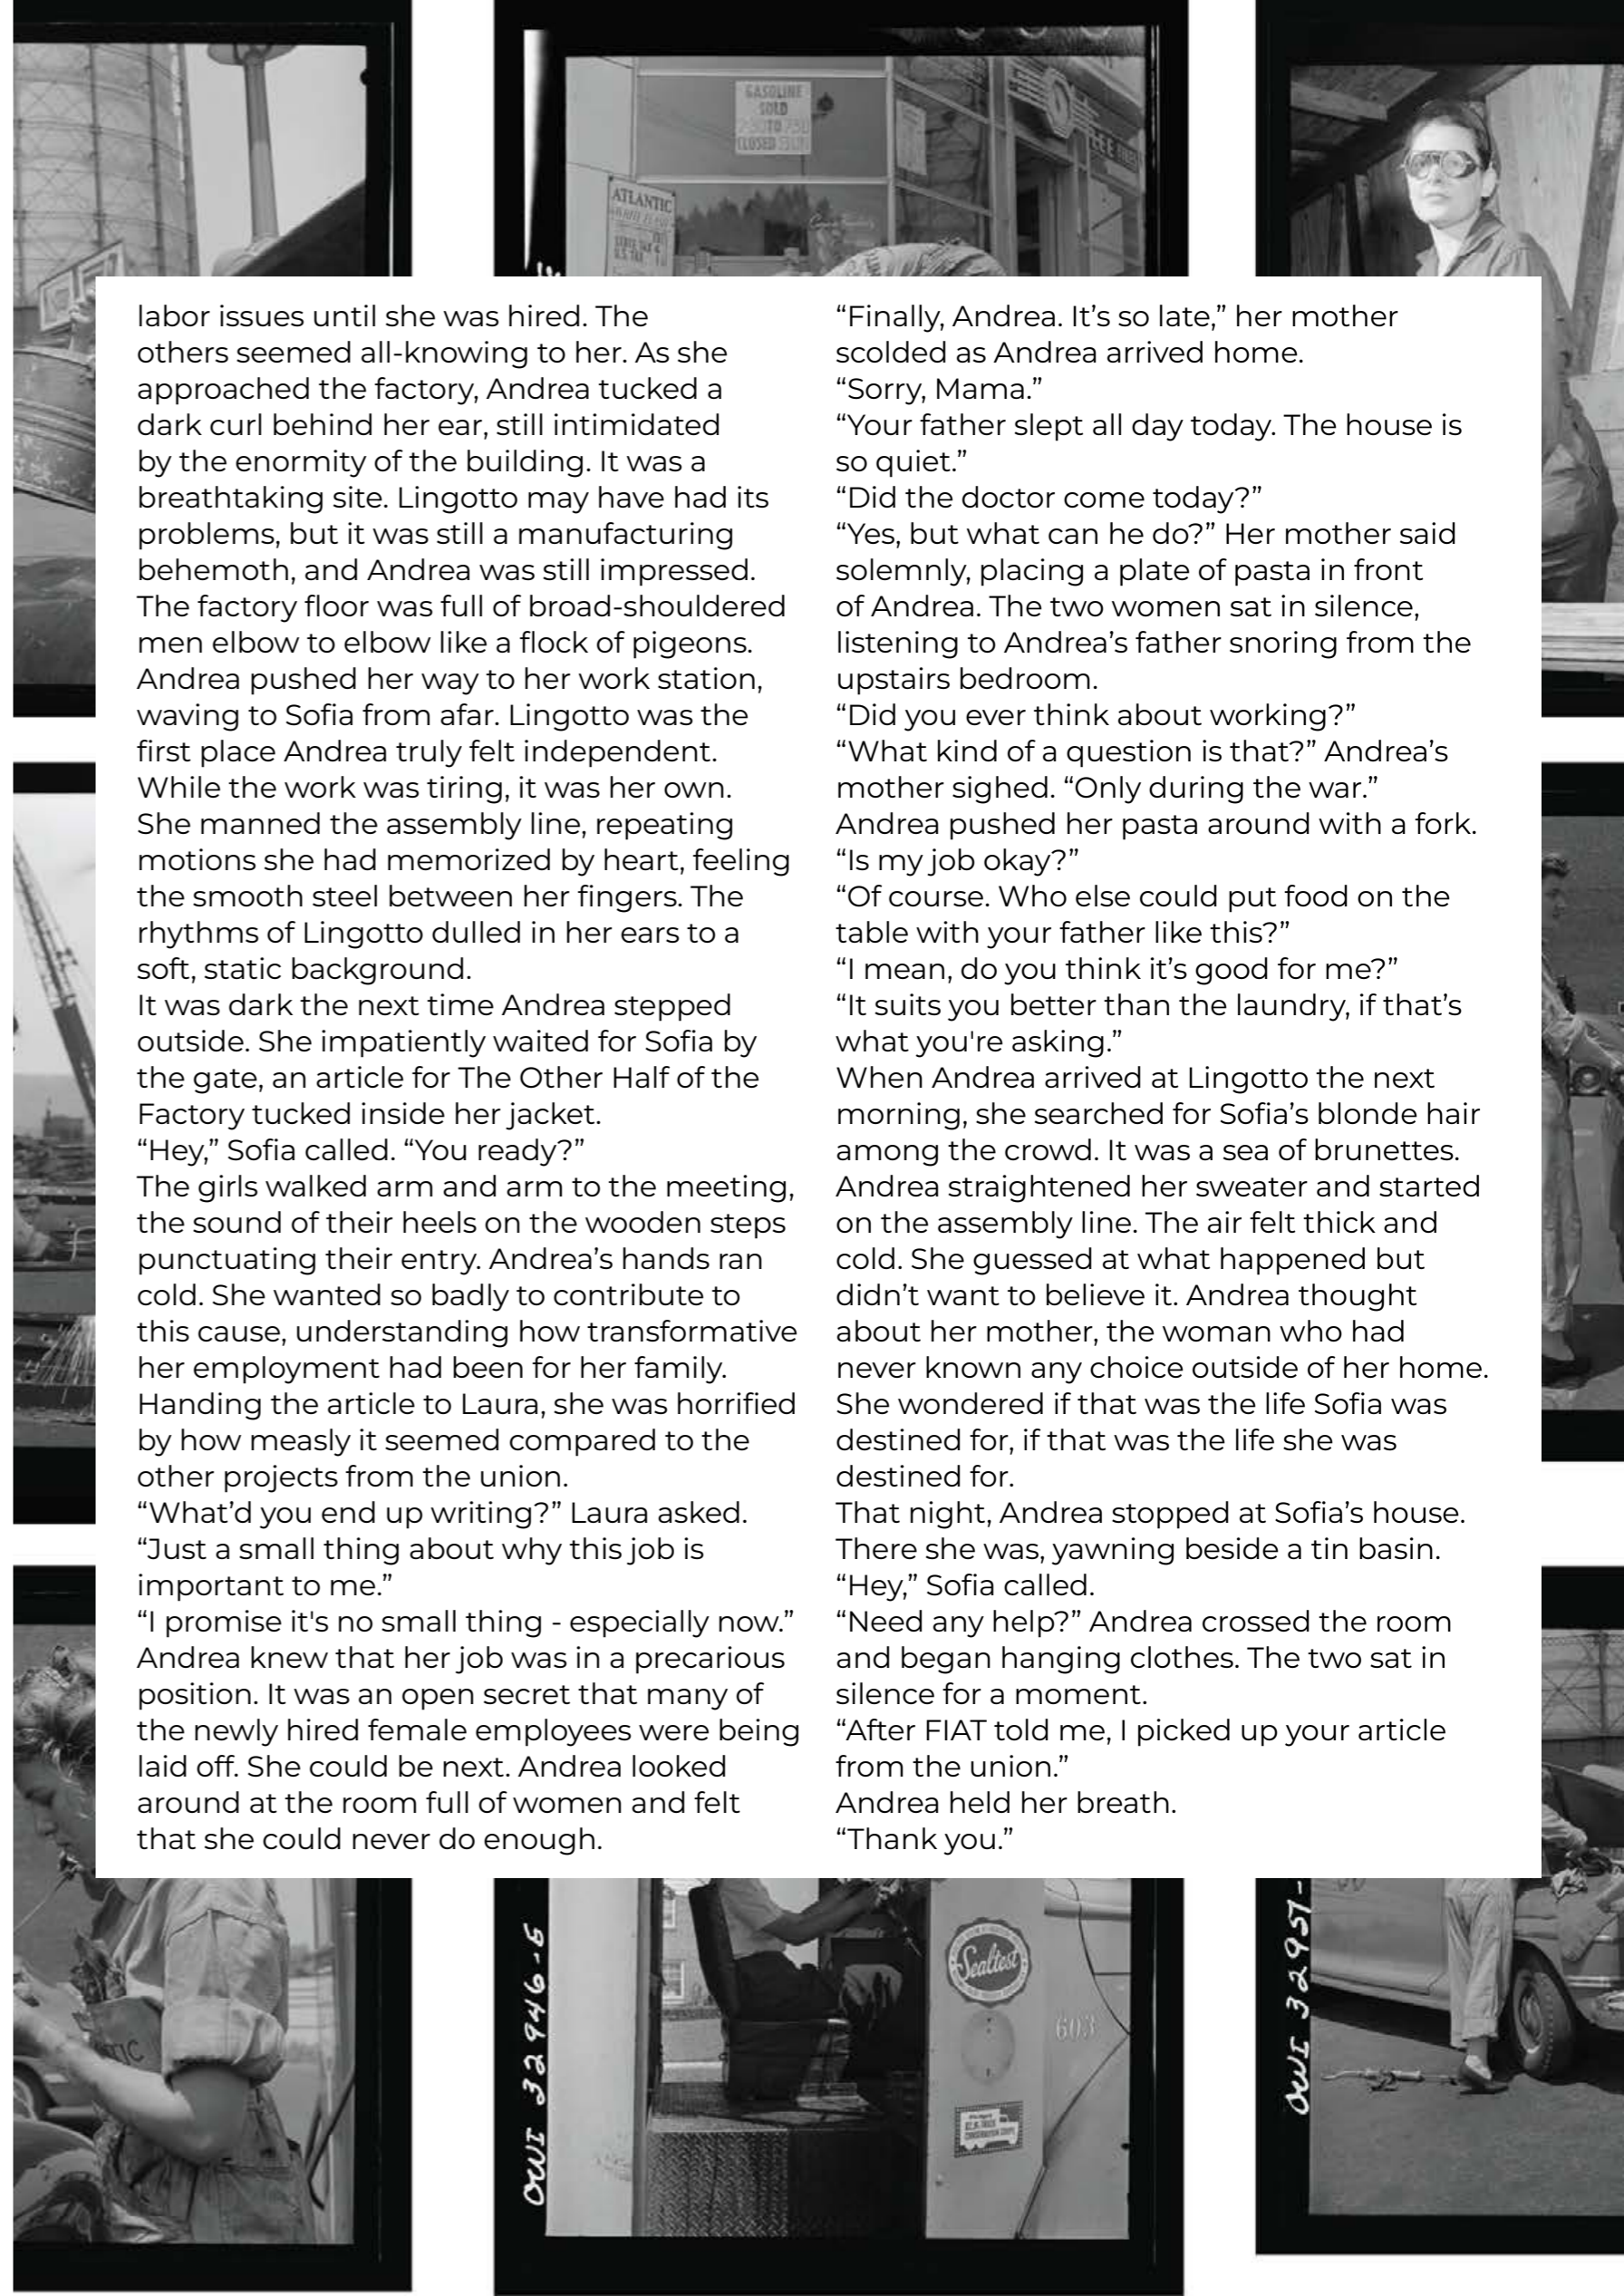 GASOLINE
SOLD
CLOSED
ATLANTIC
labor issues until she was hired. The
others seemed all-knowing to her. As she
approached the factory, Andrea tucked a
dark curl behind her ear, still intimidated
by the enormity of the building. It was a
breathtaking site. Lingotto may have had its
problems, but it was still a manufacturing
behemoth, and Andrea was still impressed.
The factory floor was full of broad-shouldered
men elbow to elbow like a flock of pigeons.
Andrea pushed her way to her work station,
waving to Sofia from afar. Lingotto was the
first place Andrea truly felt independent.
While the work was tiring, it was her own.
She manned the assembly line, repeating
motions she had memorized by heart, feeling
the smooth steel between her fingers. The
rhythms of Lingotto dulled in her ears to a
soft, static background.
It was dark the next time Andrea stepped
outside. She impatiently waited for Sofia by
the gate, an article for The Other Half of the
Factory tucked inside her jacket.
“Hey,” Sofia called. “You ready?”
The girls walked arm and arm to the meeting,
the sound of their heels on the wooden steps
punctuating their entry. Andrea’s hands ran
cold. She wanted so badly to contribute to
this cause, understanding how transformative
her employment had been for her family.
Handing the article to Laura, she was horrified
by how measly it seemed compared to the
other projects from the union.
“What’d you end up writing?” Laura asked.
“Just a small thing about why this job is
important to me.”
“I promise it's no small thing - especially now.”
Andrea knew that her job was in a precarious
position. It was an open secret that many of
the newly hired female employees were being
laid off. She could be next. Andrea looked
around at the room full of women and felt
that she could never do enough.
“Finally, Andrea. It’s so late,” her mother
scolded as Andrea arrived home.
“Sorry, Mama.”
“Your father slept all day today. The house is
so quiet.”
“Did the doctor come today?”
“Yes, but what can he do?” Her mother said
solemnly, placing a plate of pasta in front
of Andrea. The two women sat in silence,
listening to Andrea’s father snoring from the
upstairs bedroom.
“Did you ever think about working?”
“What kind of a question is that?” Andrea’s
mother sighed. “Only during the war.”
Andrea pushed her pasta around with a fork.
“Is my job okay?”
“Of course. Who else could put food on the
table with your father like this?”
“I mean, do you think it’s good for me?”
“It suits you better than the laundry, if that’s
what you're asking.”
When Andrea arrived at Lingotto the next
morning, she searched for Sofia’s blonde hair
among the crowd. It was a sea of brunettes.
Andrea straightened her sweater and started
on the assembly line. The air felt thick and
cold. She guessed at what happened but
didn’t want to believe it. Andrea thought
about her mother, the woman who had
never known any choice outside of her home.
She wondered if that was the life Sofia was
destined for, if that was the life she was
destined for.
That night, Andrea stopped at Sofia’s house.
There she was, yawning beside a tin basin.
“Hey,” Sofia called.
“Need any help?” Andrea crossed the room
and began hanging clothes. The two sat in
silence for a moment.
“After FIAT told me, I picked up your article
from the union.”
Andrea held her breath.
“Thank you.”
OWI 32946-E
Sealtest
603
OWI 32951-